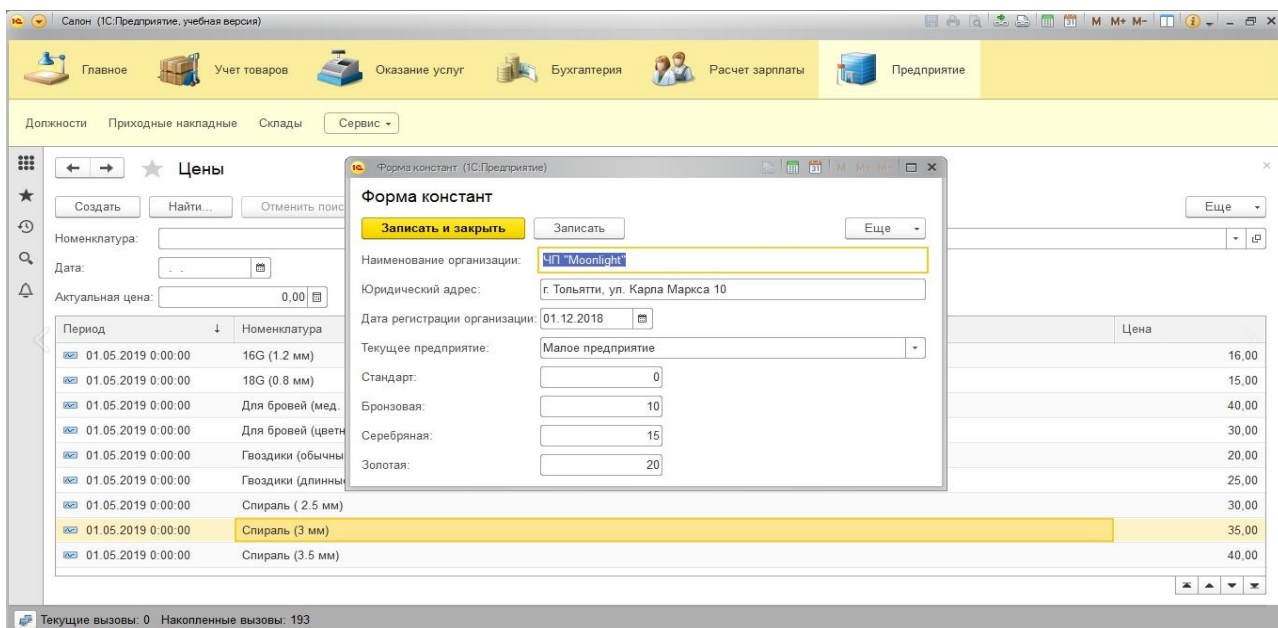 Салон (1С:Предприятие, учебная версия) M M+ M-
Главное Учет товаров Оказание услуг Бухгалтерия Расчет зарплаты Предприятие
Должности Приходные накладные Склады Сервис
Цены
Создать Найти... Отменить поис Еще
Номенклатура:
Дата: . .
Актуальная цена: 0,00
Период ↓ Номенклатура Цена
01.05.2019 0:00:00 16G (1.2 мм) 16,00
01.05.2019 0:00:00 18G (0.8 мм) 15,00
01.05.2019 0:00:00 Для бровей (мед. 40,00
01.05.2019 0:00:00 Для бровей (цветн 30,00
01.05.2019 0:00:00 Гвоздики (обычны 20,00
01.05.2019 0:00:00 Гвоздики (длинны 25,00
01.05.2019 0:00:00 Спираль ( 2.5 мм) 30,00
01.05.2019 0:00:00 Спираль (3 мм) 35,00
01.05.2019 0:00:00 Спираль (3.5 мм) 40,00
Форма констант (1С:Предприятие) M M+ M-
Форма констант
Записать и закрыть Записать Еще
Наименование организации: ЧП "Moonlight"
Юридический адрес: г. Тольятти, ул. Карла Маркса 10
Дата регистрации организации: 01.12.2018
Текущее предприятие: Малое предприятие
Стандарт: 0
Бронзовая: 10
Серебряная: 15
Золотая: 20
Текущие вызовы: 0 Накопленные вызовы: 193